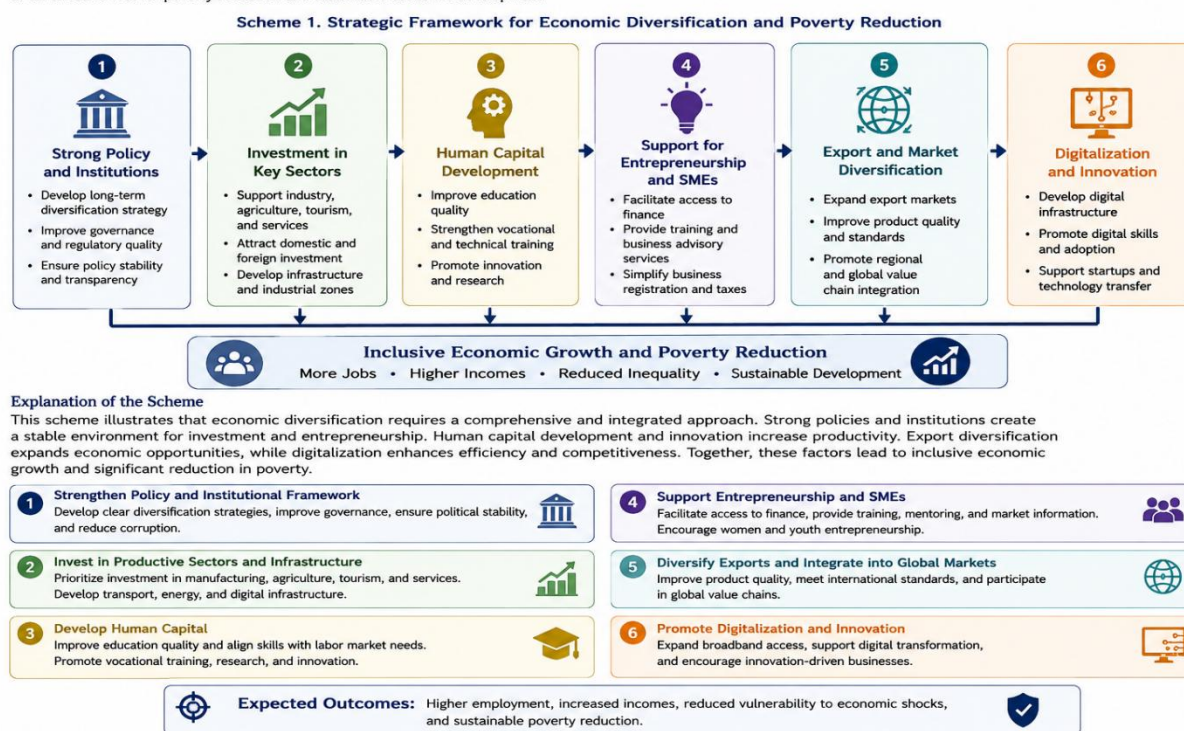 Scheme 1. Strategic Framework for Economic Diversification and Poverty Reduction
1
Strong Policy
and Institutions
• Develop long-term
diversification strategy
• Improve governance
and regulatory quality
• Ensure policy stability
and transparency
2
Investment in
Key Sectors
• Support industry,
agriculture, tourism,
and services
• Attract domestic and
foreign investment
• Develop infrastructure
and industrial zones
3
Human Capital
Development
• Improve education
quality
• Strengthen vocational
and technical training
• Promote innovation
and research
4
Support for
Entrepreneurship
and SMEs
• Facilitate access to
finance
• Provide training and
business advisory
services
• Simplify business
registration and taxes
5
Export and Market
Diversification
• Expand export markets
• Improve product quality
and standards
• Promote regional
and global value
chain integration
6
Digitalization
and Innovation
• Develop digital
infrastructure
• Promote digital skills
and adoption
• Support startups and
technology transfer
Inclusive Economic Growth and Poverty Reduction
More Jobs • Higher Incomes • Reduced Inequality • Sustainable Development
Explanation of the Scheme
This scheme illustrates that economic diversification requires a comprehensive and integrated approach. Strong policies and institutions create
a stable environment for investment and entrepreneurship. Human capital development and innovation increase productivity. Export diversification
expands economic opportunities, while digitalization enhances efficiency and competitiveness. Together, these factors lead to inclusive economic
growth and significant reduction in poverty.
1
Strengthen Policy and Institutional Framework
Develop clear diversification strategies, improve governance, ensure political stability,
and reduce corruption.
2
Invest in Productive Sectors and Infrastructure
Prioritize investment in manufacturing, agriculture, tourism, and services.
Develop transport, energy, and digital infrastructure.
3
Develop Human Capital
Improve education quality and align skills with labor market needs.
Promote vocational training, research, and innovation.
4
Support Entrepreneurship and SMEs
Facilitate access to finance, provide training, mentoring, and market information.
Encourage women and youth entrepreneurship.
5
Diversify Exports and Integrate into Global Markets
Improve product quality, meet international standards, and participate
in global value chains.
6
Promote Digitalization and Innovation
Expand broadband access, support digital transformation,
and encourage innovation-driven businesses.
Expected Outcomes: Higher employment, increased incomes, reduced vulnerability to economic shocks,
and sustainable poverty reduction.